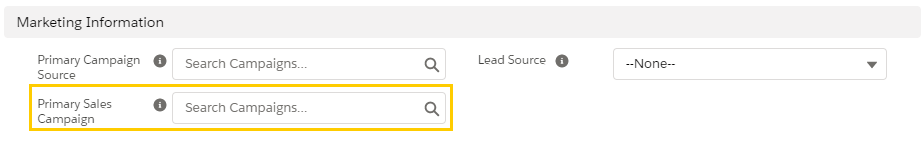 Marketing Information
Primary Campaign
Source
Search Campaigns...
Lead Source
--None--
Primary Sales
Campaign
Search Campaigns...